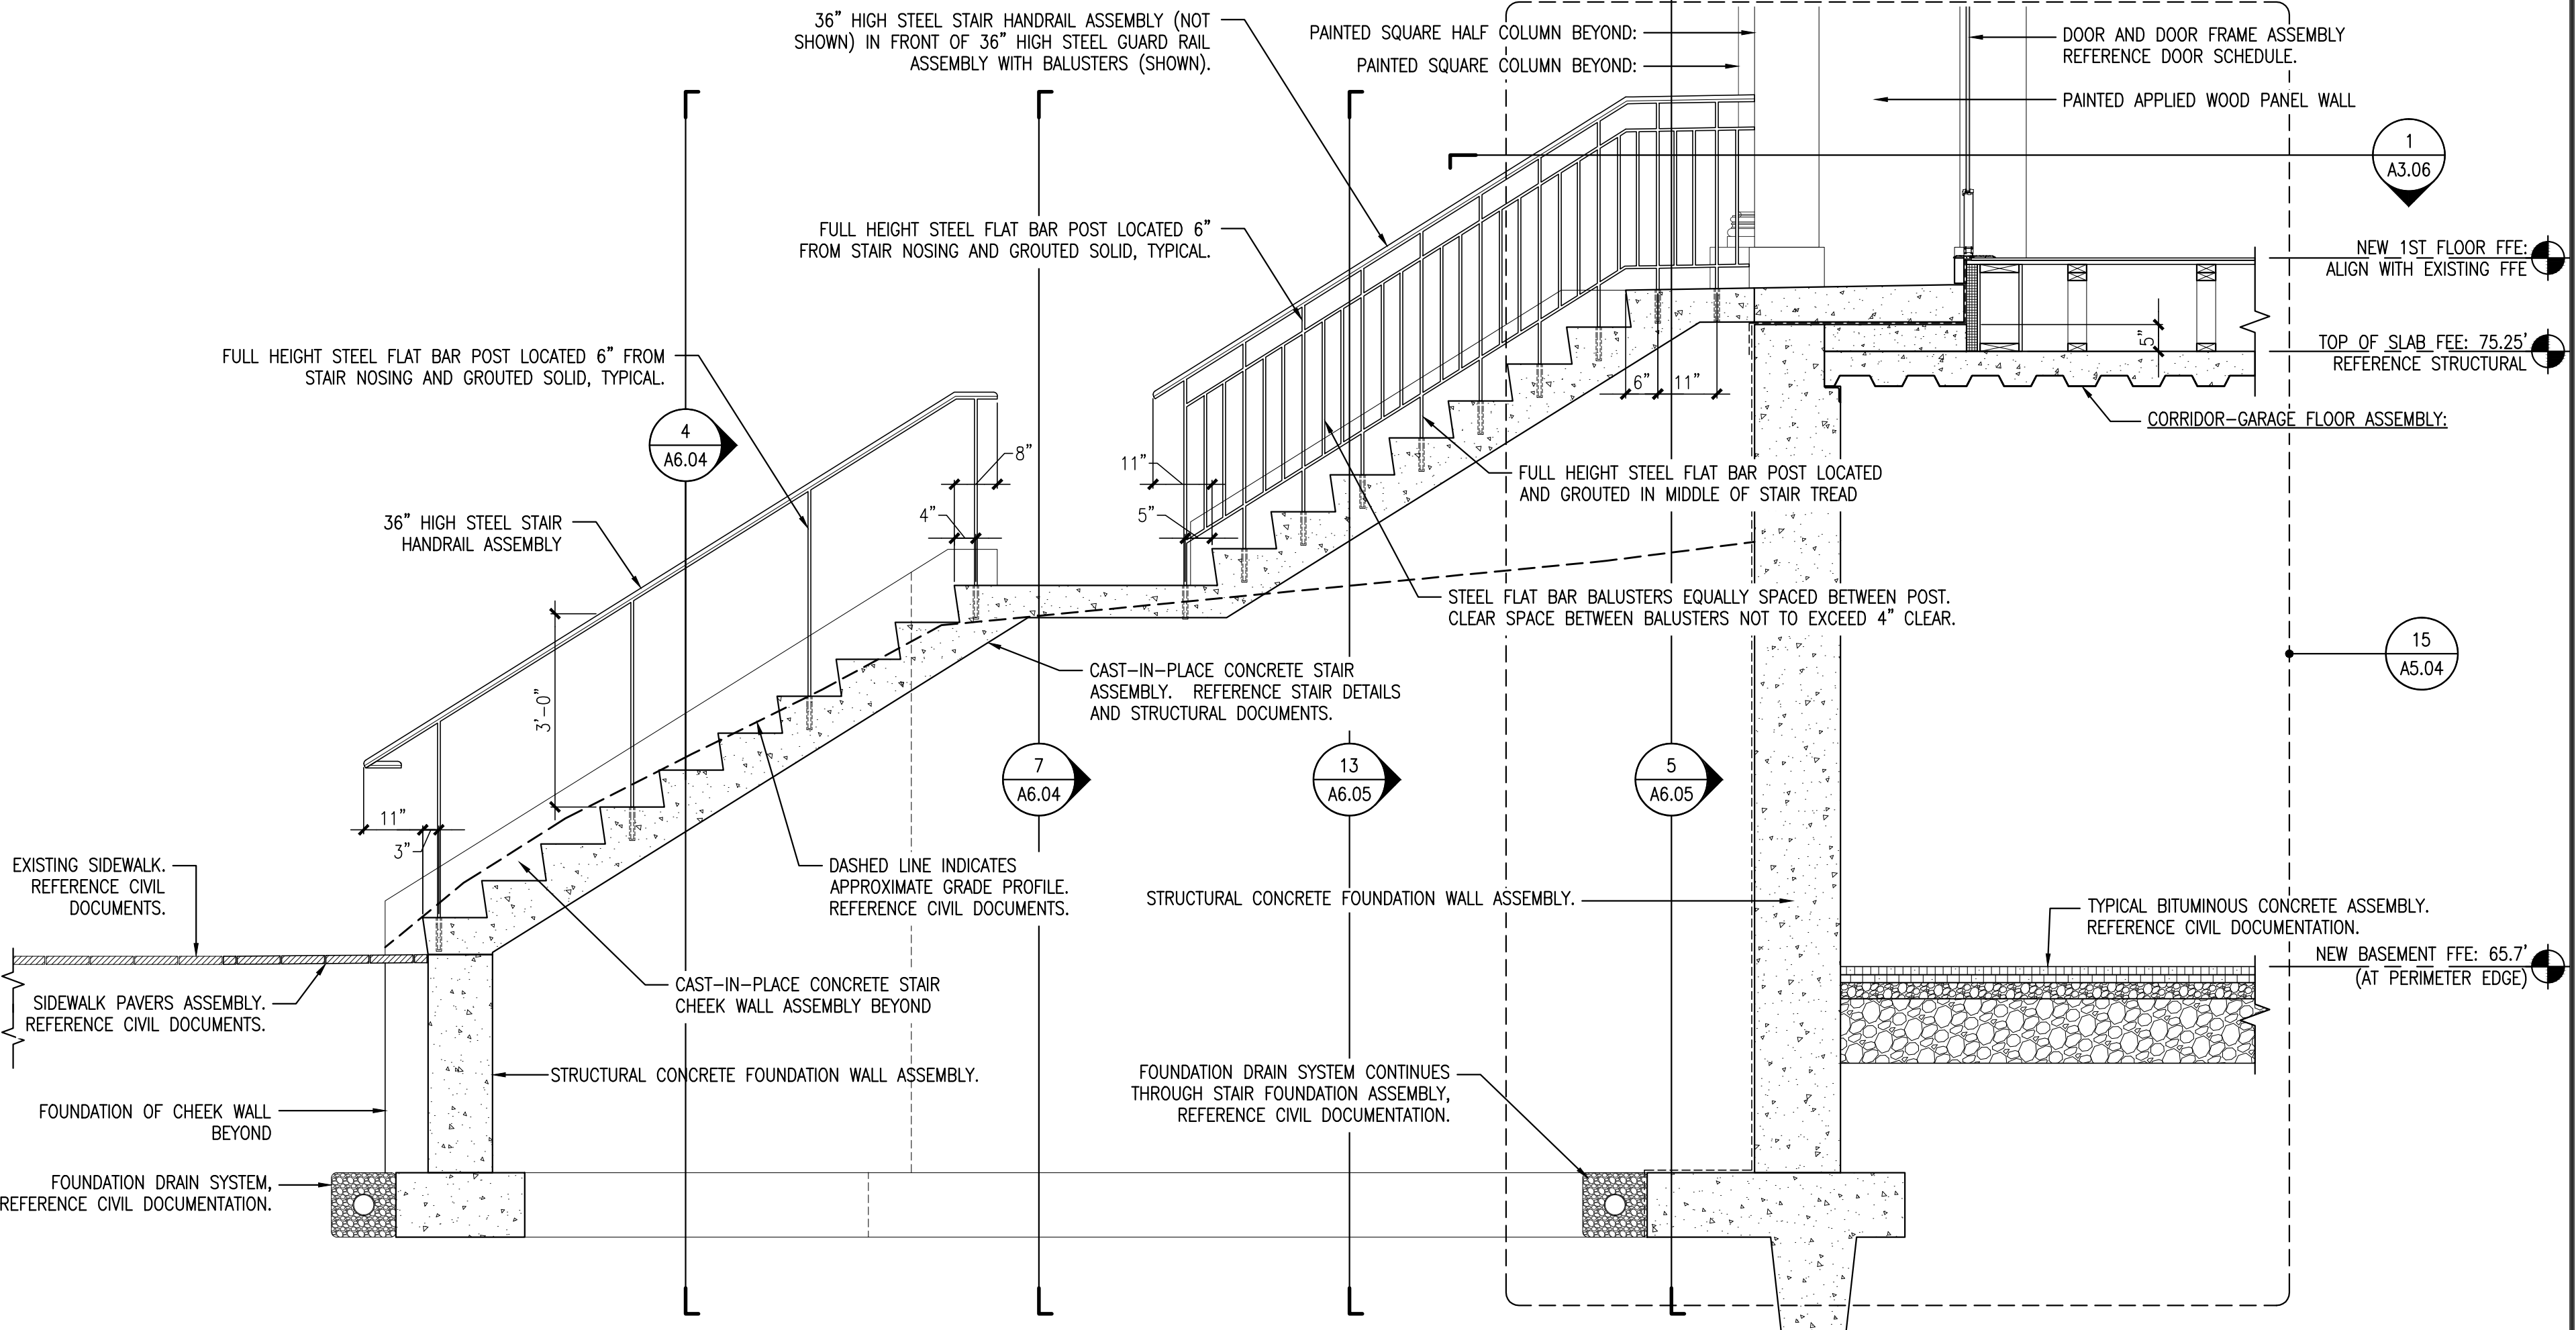 36” HIGH STEEL STAIR HANDRAIL ASSEMBLY (NOT
SHOWN) IN FRONT OF 36” HIGH STEEL GUARD RAIL
ASSEMBLY WITH BALUSTERS (SHOWN).
PAINTED SQUARE HALF COLUMN BEYOND:
PAINTED SQUARE COLUMN BEYOND:
DOOR AND DOOR FRAME ASSEMBLY
REFERENCE DOOR SCHEDULE.
PAINTED APPLIED WOOD PANEL WALL
1
A3.06
FULL HEIGHT STEEL FLAT BAR POST LOCATED 6”
FROM STAIR NOSING AND GROUTED SOLID, TYPICAL.
NEW 1ST FLOOR FFE:
ALIGN WITH EXISTING FFE
FULL HEIGHT STEEL FLAT BAR POST LOCATED 6” FROM
STAIR NOSING AND GROUTED SOLID, TYPICAL.
5”
TOP OF SLAB FEE: 75.25’
REFERENCE STRUCTURAL
6”
11”
CORRIDOR-GARAGE FLOOR ASSEMBLY:
4
A6.04
8”
11”
FULL HEIGHT STEEL FLAT BAR POST LOCATED
AND GROUTED IN MIDDLE OF STAIR TREAD
4”
5”
36” HIGH STEEL STAIR
HANDRAIL ASSEMBLY
STEEL FLAT BAR BALUSTERS EQUALLY SPACED BETWEEN POST.
CLEAR SPACE BETWEEN BALUSTERS NOT TO EXCEED 4” CLEAR.
15
A5.04
CAST-IN-PLACE CONCRETE STAIR
ASSEMBLY. REFERENCE STAIR DETAILS
AND STRUCTURAL DOCUMENTS.
3’-0”
7
A6.04
13
A6.05
5
A6.05
11”
3”
EXISTING SIDEWALK.
REFERENCE CIVIL
DOCUMENTS.
DASHED LINE INDICATES
APPROXIMATE GRADE PROFILE.
REFERENCE CIVIL DOCUMENTS.
STRUCTURAL CONCRETE FOUNDATION WALL ASSEMBLY.
TYPICAL BITUMINOUS CONCRETE ASSEMBLY.
REFERENCE CIVIL DOCUMENTATION.
NEW BASEMENT FFE: 65.7’
(AT PERIMETER EDGE)
CAST-IN-PLACE CONCRETE STAIR
CHEEK WALL ASSEMBLY BEYOND
SIDEWALK PAVERS ASSEMBLY.
REFERENCE CIVIL DOCUMENTS.
STRUCTURAL CONCRETE FOUNDATION WALL ASSEMBLY.
FOUNDATION DRAIN SYSTEM CONTINUES
THROUGH STAIR FOUNDATION ASSEMBLY,
REFERENCE CIVIL DOCUMENTATION.
FOUNDATION OF CHEEK WALL
BEYOND
FOUNDATION DRAIN SYSTEM,
REFERENCE CIVIL DOCUMENTATION.